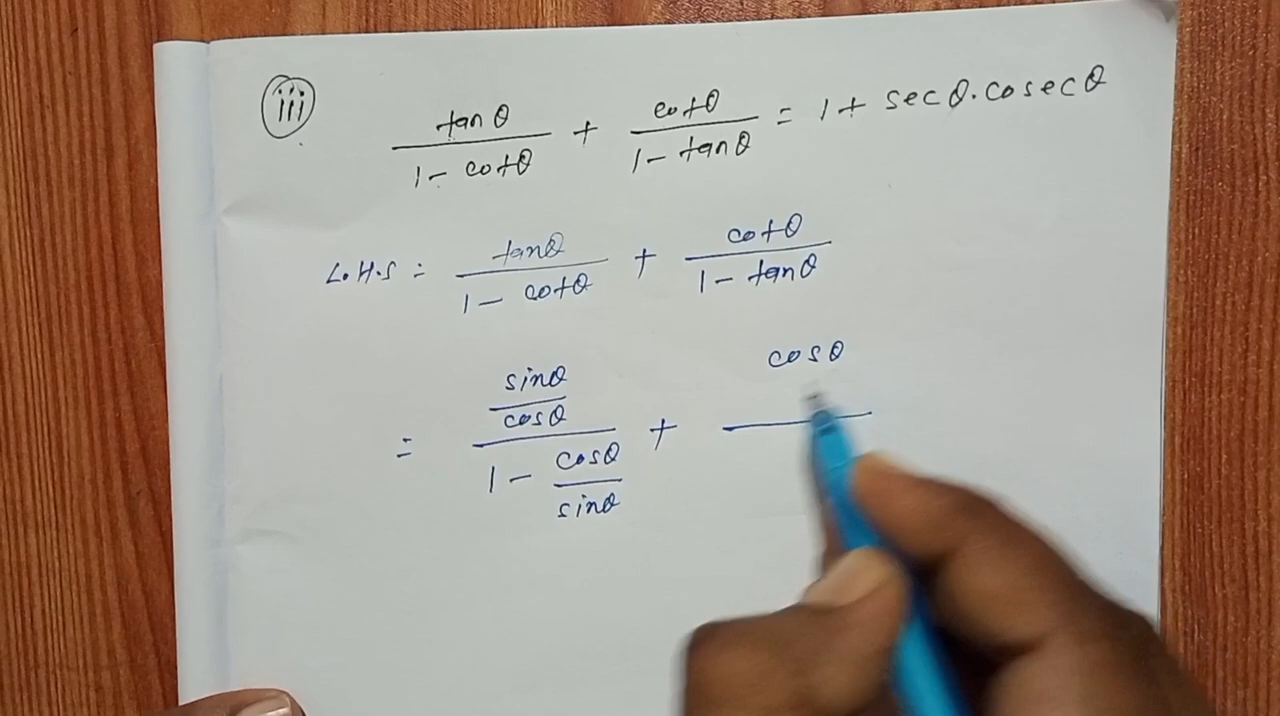 iii
tanθ / 1 - cotθ + cotθ / 1 - tanθ = 1 + secθ.cosecθ
L.H.S = tanθ / 1 - cotθ + cotθ / 1 - tanθ
= sinθ / cosθ / 1 - cosθ / sinθ + cosθ